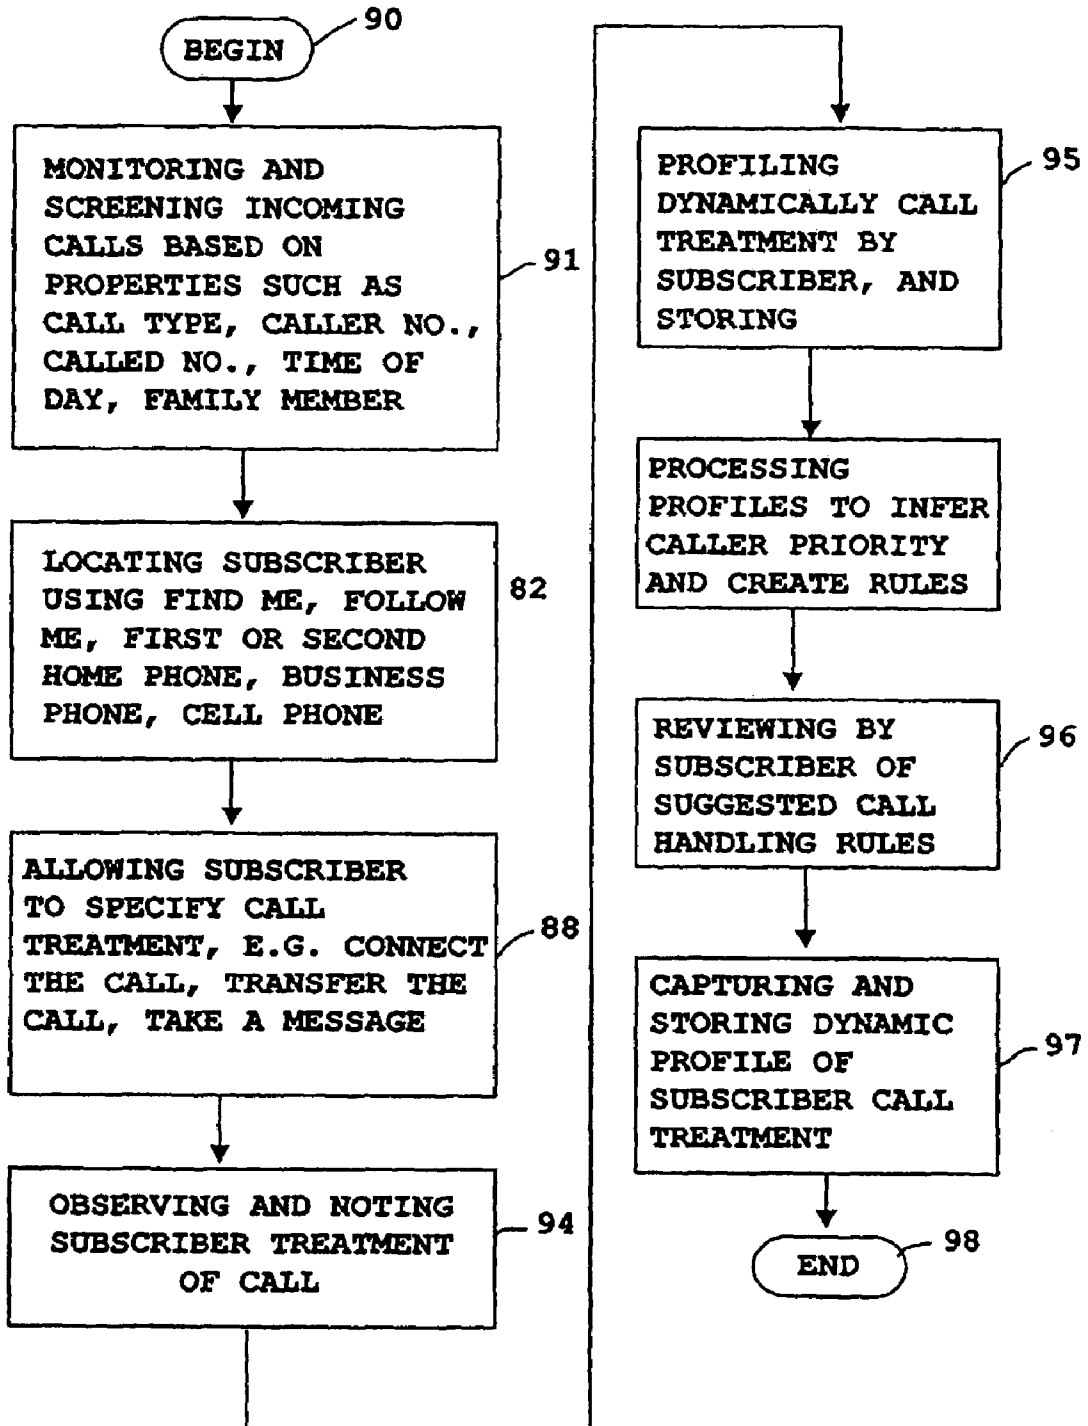 BEGIN
90
MONITORING AND
SCREENING INCOMING
CALLS BASED ON
PROPERTIES SUCH AS
CALL TYPE, CALLER NO.,
CALLED NO., TIME OF
DAY, FAMILY MEMBER
91
LOCATING SUBSCRIBER
USING FIND ME, FOLLOW
ME, FIRST OR SECOND
HOME PHONE, BUSINESS
PHONE, CELL PHONE
82
ALLOWING SUBSCRIBER
TO SPECIFY CALL
TREATMENT, E.G. CONNECT
THE CALL, TRANSFER THE
CALL, TAKE A MESSAGE
88
OBSERVING AND NOTING
SUBSCRIBER TREATMENT
OF CALL
94
PROFILING
DYNAMICALLY CALL
TREATMENT BY
SUBSCRIBER, AND
STORING
95
PROCESSING
PROFILES TO INFER
CALLER PRIORITY
AND CREATE RULES
REVIEWING BY
SUBSCRIBER OF
SUGGESTED CALL
HANDLING RULES
96
CAPTURING AND
STORING DYNAMIC
PROFILE OF
SUBSCRIBER CALL
TREATMENT
97
END
98